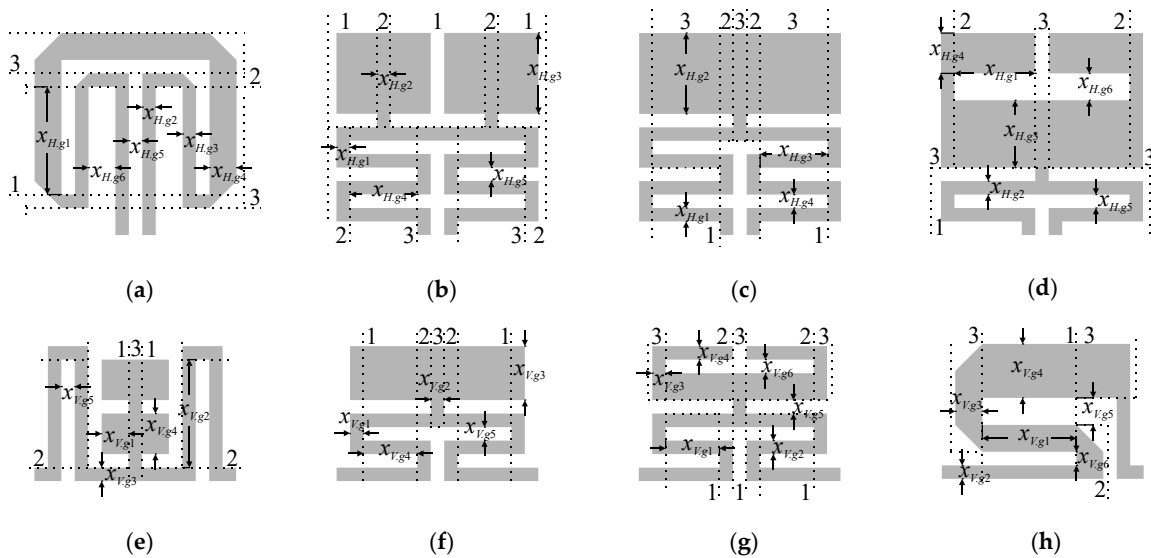 3 2
x_{H.g1} x_{H.g2} x_{H.g5} x_{H.g3} x_{H.g6} x_{H.g4}
1 3
(a)
1 2 1 2 1
x_{H.g2} x_{H.g3}
x_{H.g1} x_{H.g5}
x_{H.g4}
2 3 2
(b)
3 2 3 2 3
x_{H.g2}
x_{H.g3}
x_{H.g1} x_{H.g4}
1 1
(c)
2 3 2
x_{H.g4} x_{H.g1} x_{H.g6}
x_{H.g3}
3 3
x_{H.g2} x_{H.g5}
1
(d)
1 3 1
x_{V.g5} x_{V.g2}
x_{V.g1} x_{V.g4}
2 x_{V.g3} 2
(e)
1 2 3 2 1
x_{V.g2} x_{V.g3}
x_{V.g1} x_{V.g5}
x_{V.g4}
(f)
3 2 3 2 3
x_{V.g4} x_{V.g6}
x_{V.g3}
x_{V.g5}
x_{V.g1} x_{V.g2}
1 1 1
(g)
3 1 3
x_{V.g4}
x_{V.g3} x_{V.g5}
x_{V.g1}
x_{V.g2} x_{V.g6}
2
(h)